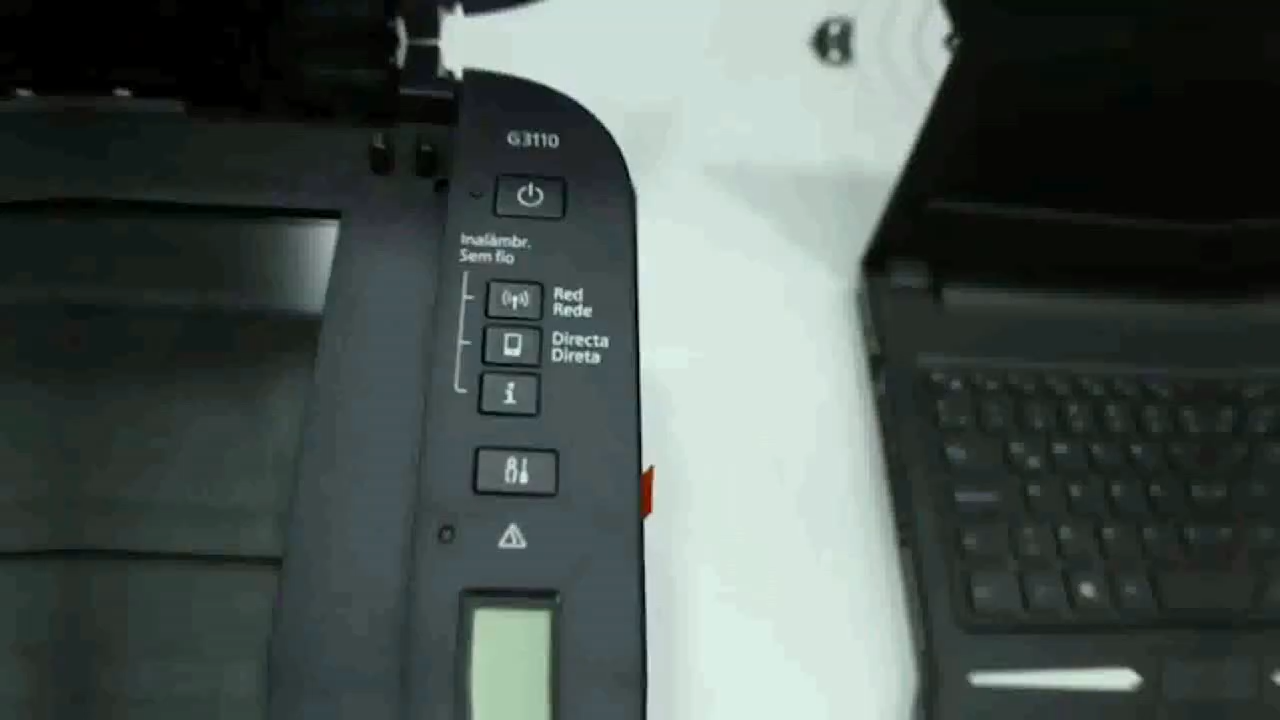 G3110
Inalámbr.
Sem fio
Red
Rede
Directa
Direta